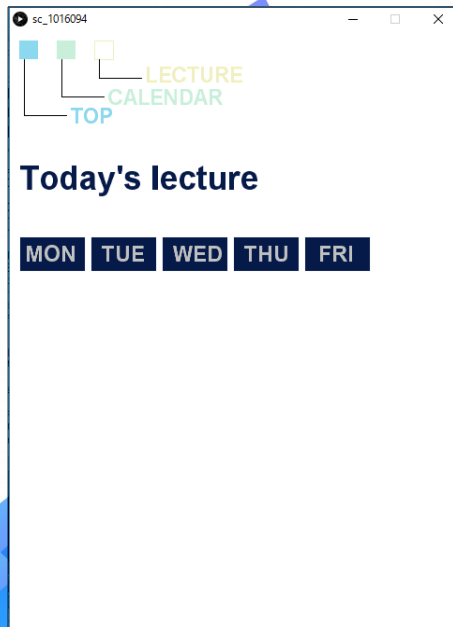 sc_1016094
LECTURE
CALENDAR
TOP
Today's lecture
MON TUE WED THU FRI